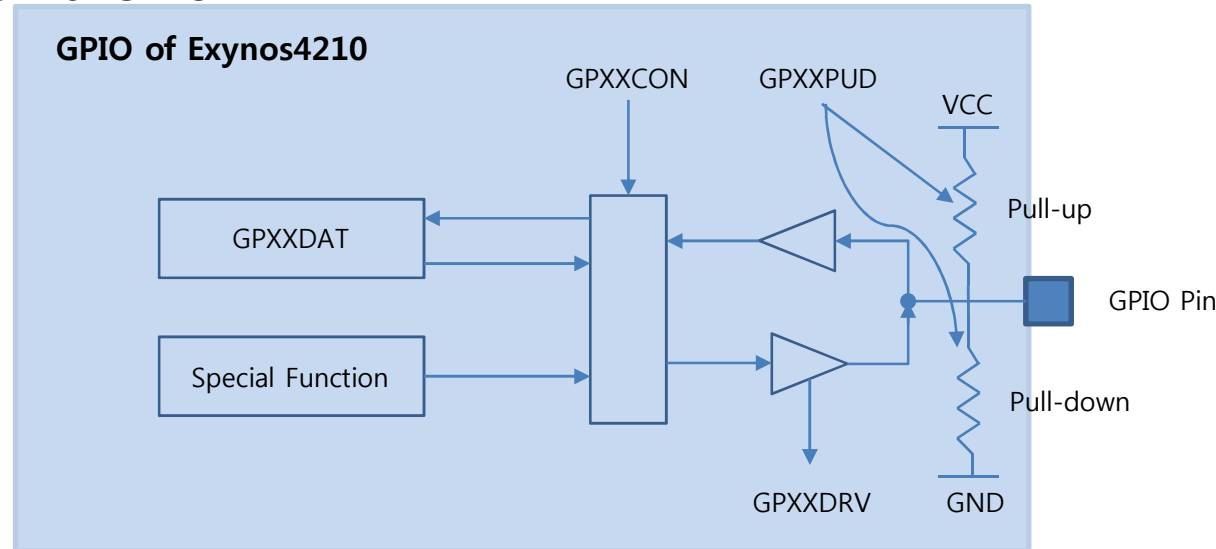 GPIO of Exynos4210
GPXXCON
GPXXPUD
VCC
Pull-up
GPXXDAT
GPIO Pin
Special Function
Pull-down
GPXXDRV
GND